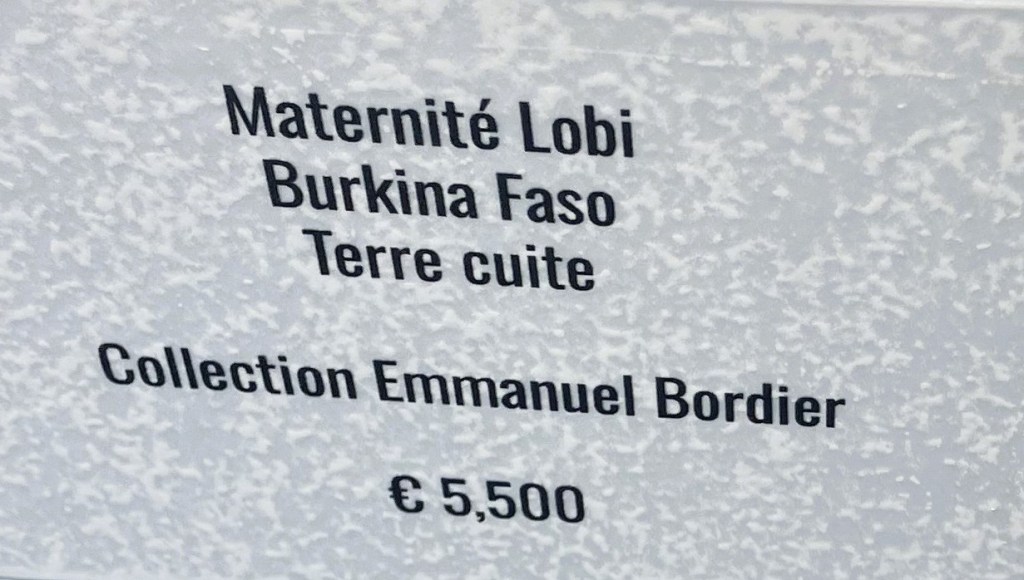 Maternité Lobi
Burkina Faso
Terre cuite
Collection Emmanuel Bordier
€ 5,500